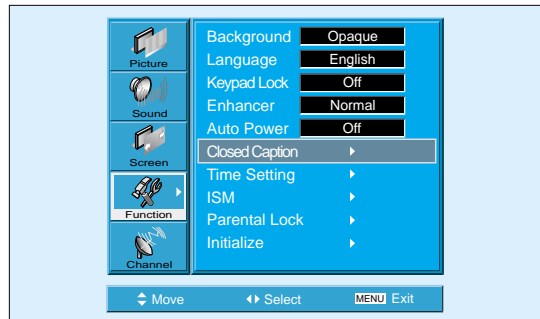 Picture
Sound
Screen
Function
Channel
Background Opaque
Language English
Keypad Lock Off
Enhancer Normal
Auto Power Off
Closed Caption
Time Setting
ISM
Parental Lock
Initialize
Move Select MENU Exit